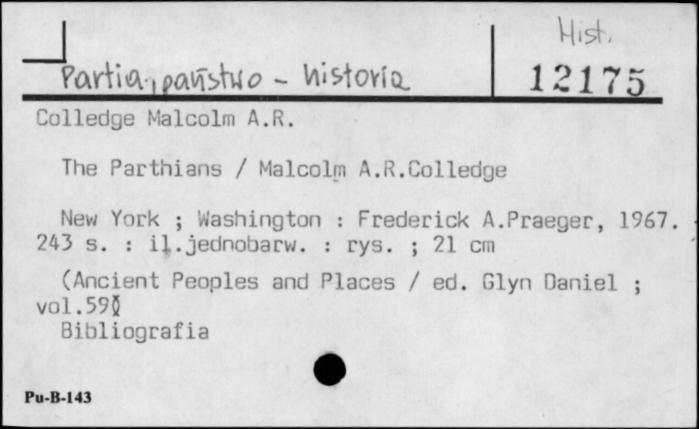 Hist.
Partia, państwo - historia
12175
Colledge Malcolm A.R.
The Parthians / Malcolm A.R.Colledge
New York ; Washington : Frederick A.Praeger, 1967.
243 s. : il.jednobarw. : rys. ; 21 cm
(Ancient Peoples and Places / ed. Glyn Daniel ;
vol.59)
Bibliografia
Pu-B-143